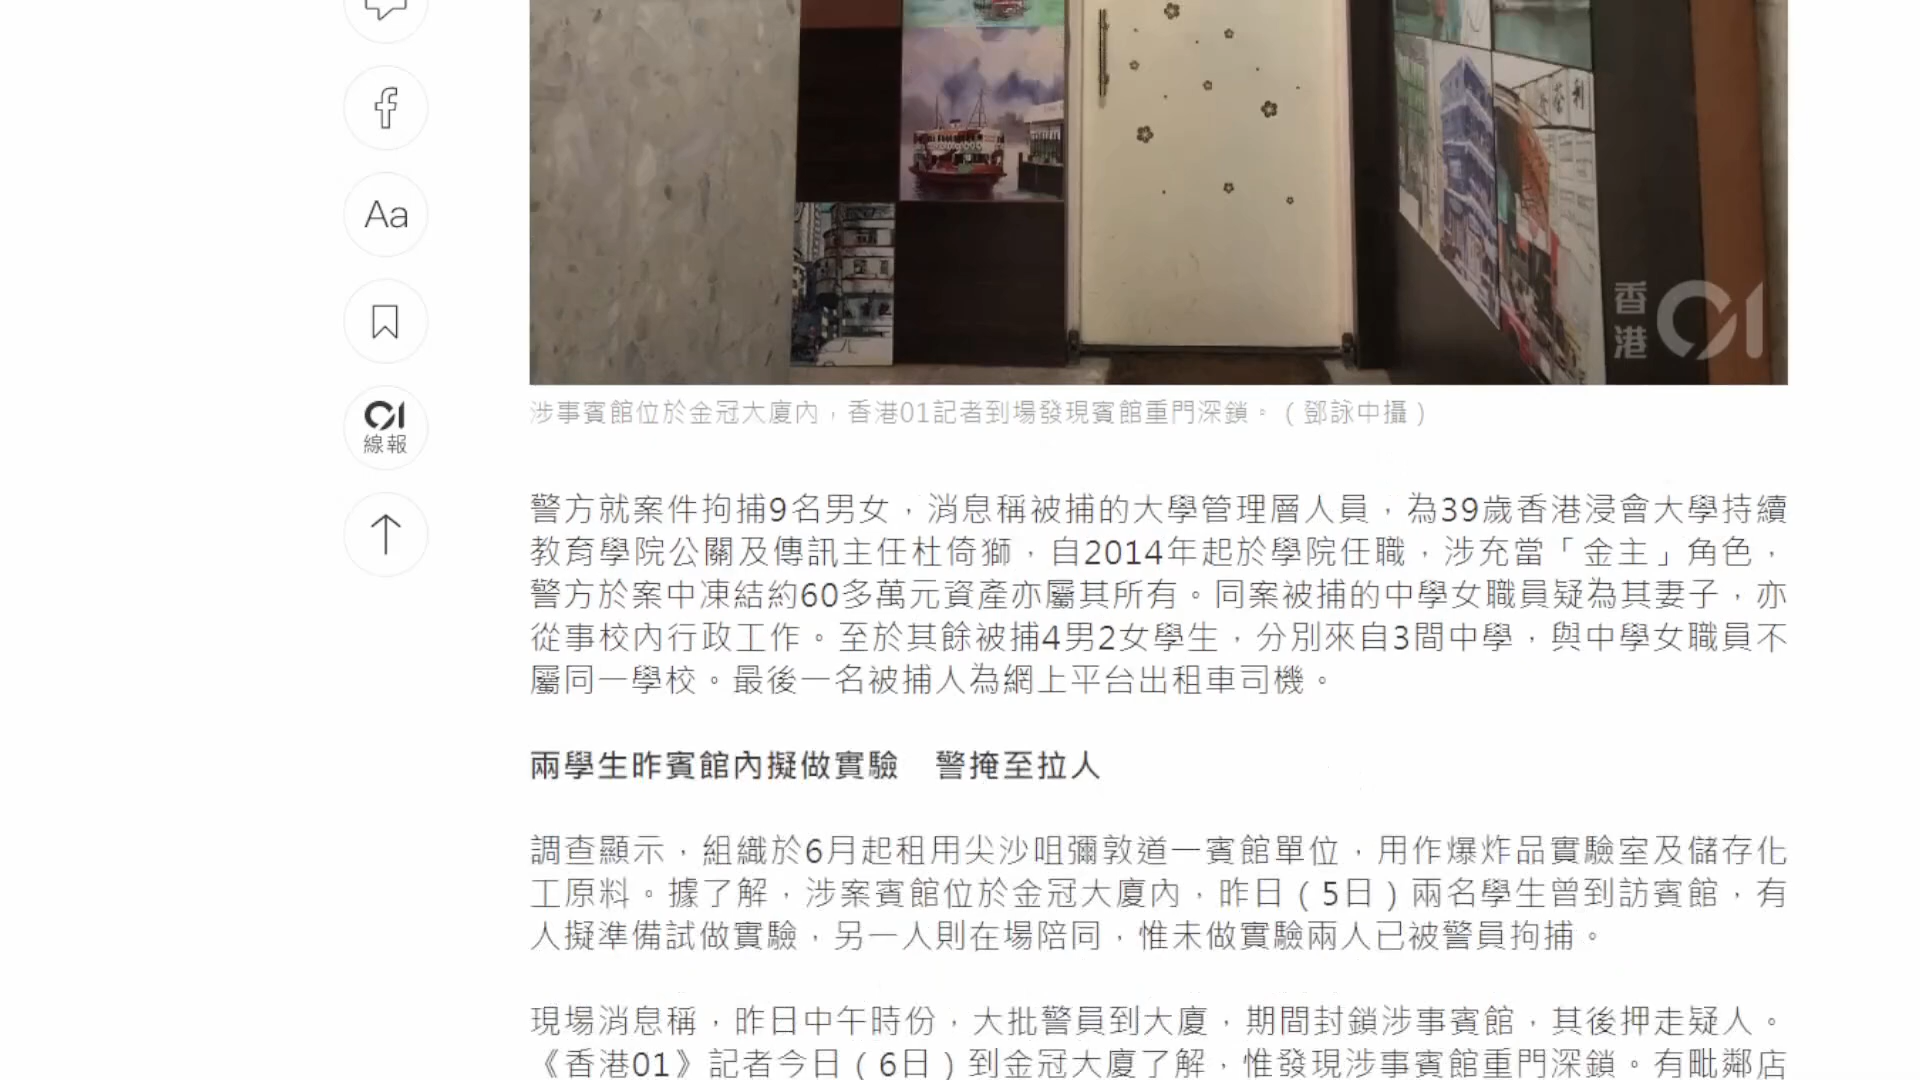 香港01
涉事賓館位於金冠大廈內，香港01記者到場發現賓館重門深鎖。（鄧詠中攝）
Aa
線報
警方就案件拘捕9名男女，消息稱被捕的大學管理層人員，為39歲香港浸會大學持續
教育學院公關及傳訊主任杜倚獅，自2014年起於學院任職，涉充當「金主」角色，
警方於案中凍結約60多萬元資產亦屬其所有。同案被捕的中學女職員疑為其妻子，亦
從事校內行政工作。至於其餘被捕4男2女學生，分別來自3間中學，與中學女職員不
屬同一學校。最後一名被捕人為網上平台出租車司機。
兩學生昨賓館內擬做實驗　警掩至拉人
調查顯示，組織於6月起租用尖沙咀彌敦道一賓館單位，用作爆炸品實驗室及儲存化
工原料。據了解，涉案賓館位於金冠大廈內，昨日（5日）兩名學生曾到訪賓館，有
人擬準備試做實驗，另一人則在場陪同，惟未做實驗兩人已被警員拘捕。
現場消息稱，昨日中午時份，大批警員到大廈，期間封鎖涉事賓館，其後押走疑人。
《香港01》記者今日（6日）到金冠大廈了解，惟發現涉事賓館重門深鎖。有毗鄰店